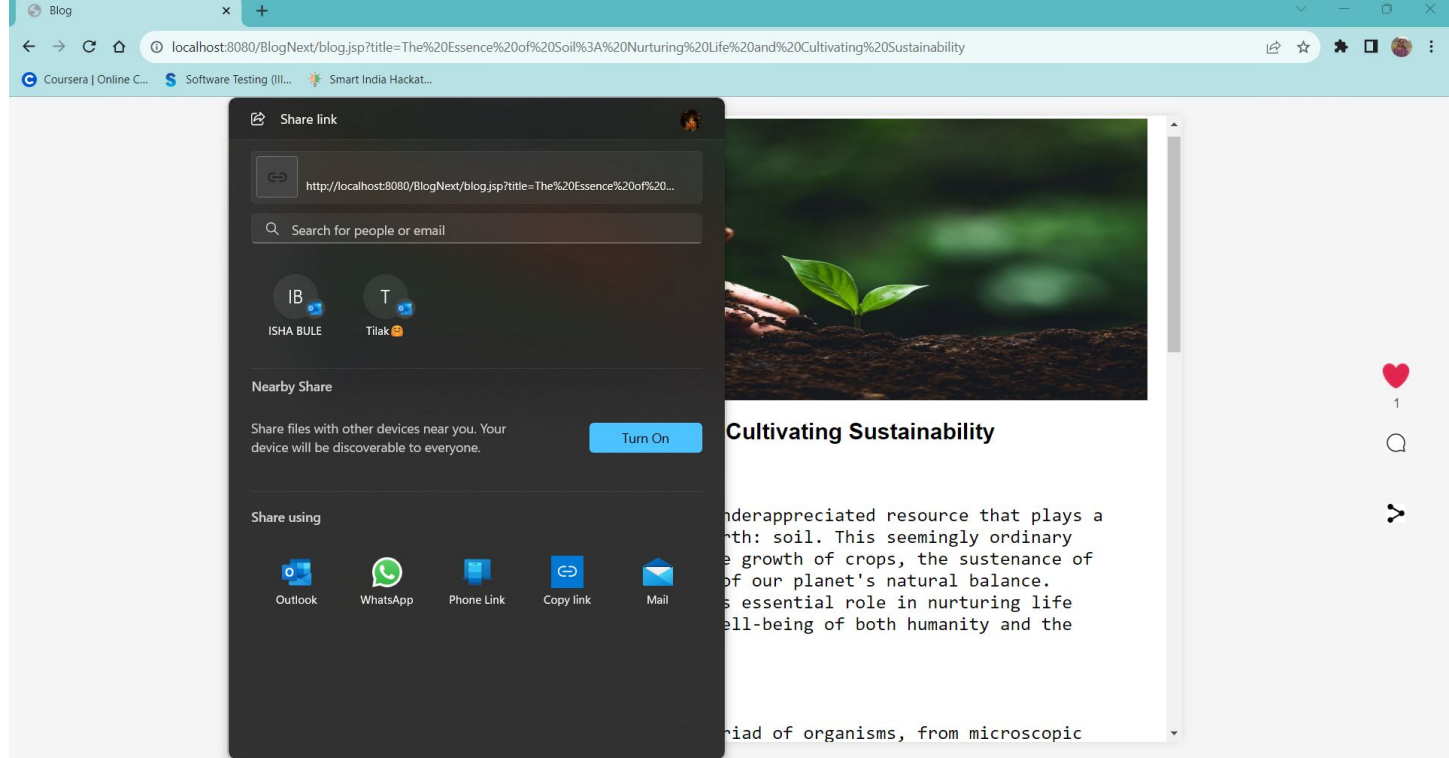 Blog
localhost:8080/BlogNext/blog.jsp?title=The%20Essence%20of%20Soil%3A%20Nurturing%20Life%20and%20Cultivating%20Sustainability
Coursera | Online C... Software Testing (III... Smart India Hackat...
Share link
http://localhost:8080/BlogNext/blog.jsp?title=The%20Essence%20of%20...
Search for people or email
IB T
ISHA BULE Tilak🤗
Nearby Share
Share files with other devices near you. Your
device will be discoverable to everyone.
Turn On
Share using
Outlook WhatsApp Phone Link Copy link Mail
Cultivating Sustainability
nderappreciated resource that plays a
rth: soil. This seemingly ordinary
e growth of crops, the sustenance of
of our planet's natural balance.
s essential role in nurturing life
ell-being of both humanity and the
riad of organisms, from microscopic
1